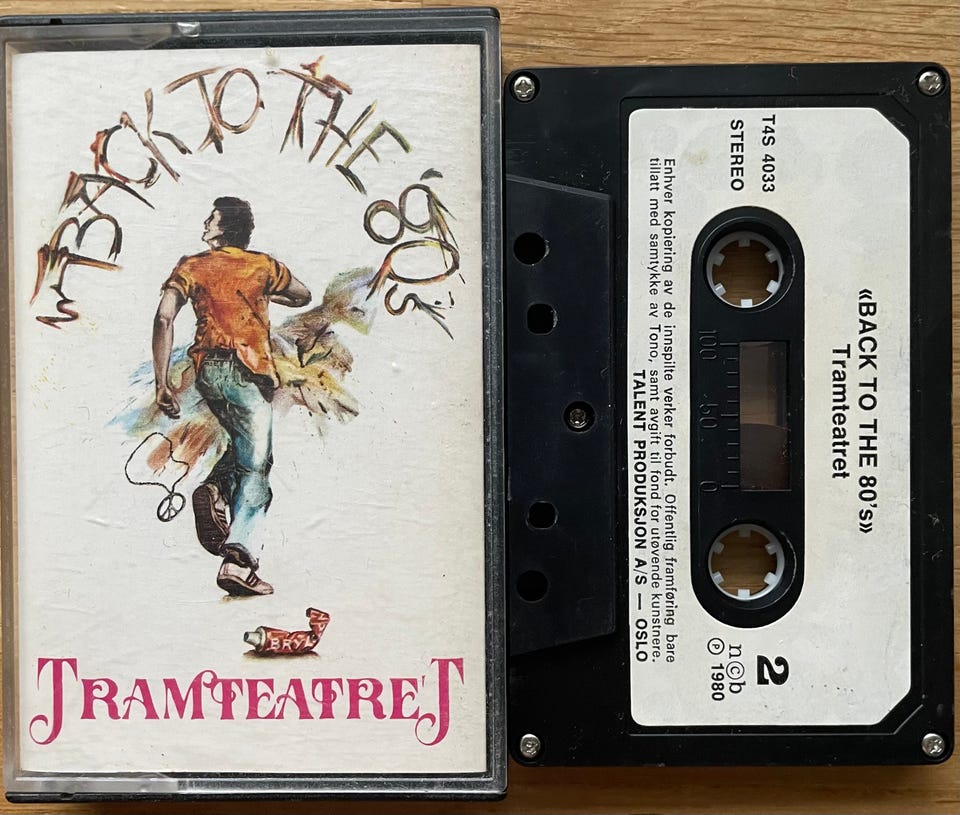 "BACK TO THE '80s"
BRYL
TRAMTEATRET
«BACK TO THE 80's»
Tramteatret
T4S 4033
STEREO
2
n©b
℗ 1980
100 50 0
Enhver kopiering av de innspilte verker forbudt. Offentlig framføring bare
tillatt med samtykke av Tono, samt avgift til fond for utøvende kunstnere.
TALENT PRODUKSJON A/S — OSLO